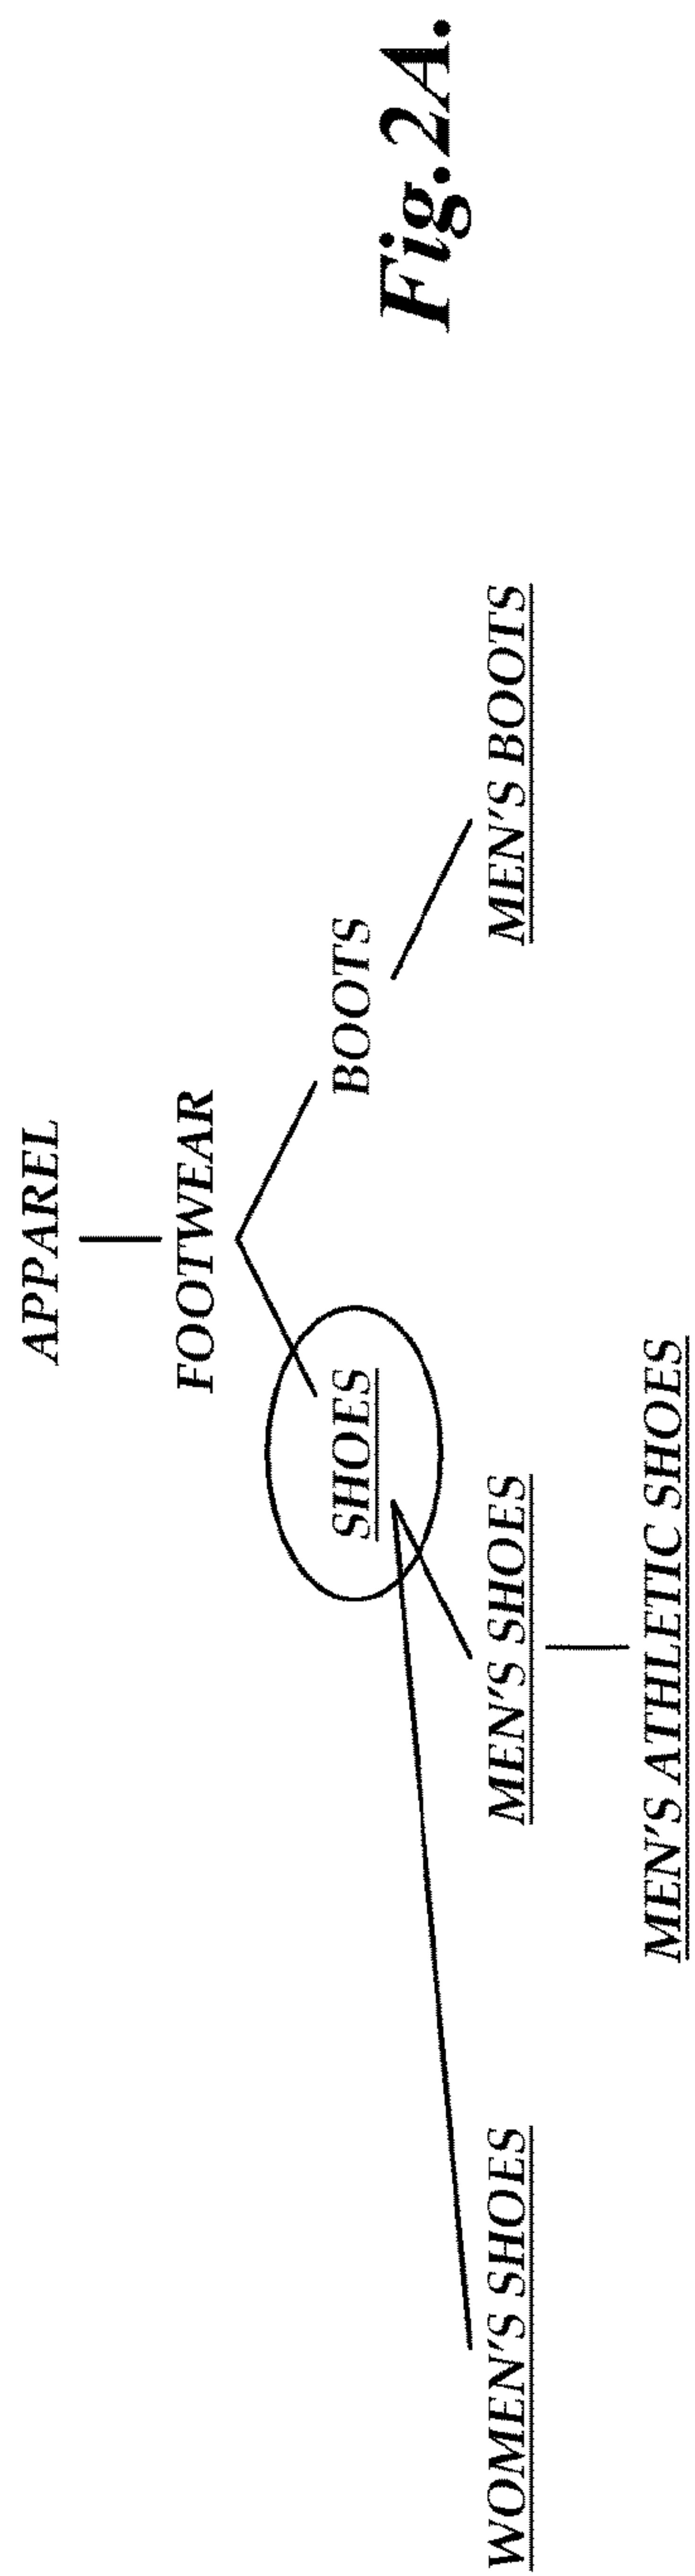 APPAREL
FOOTWEAR
SHOES
BOOTS
WOMEN'S SHOES
MEN'S SHOES
MEN'S BOOTS
MEN'S ATHLETIC SHOES
Fig.2A.